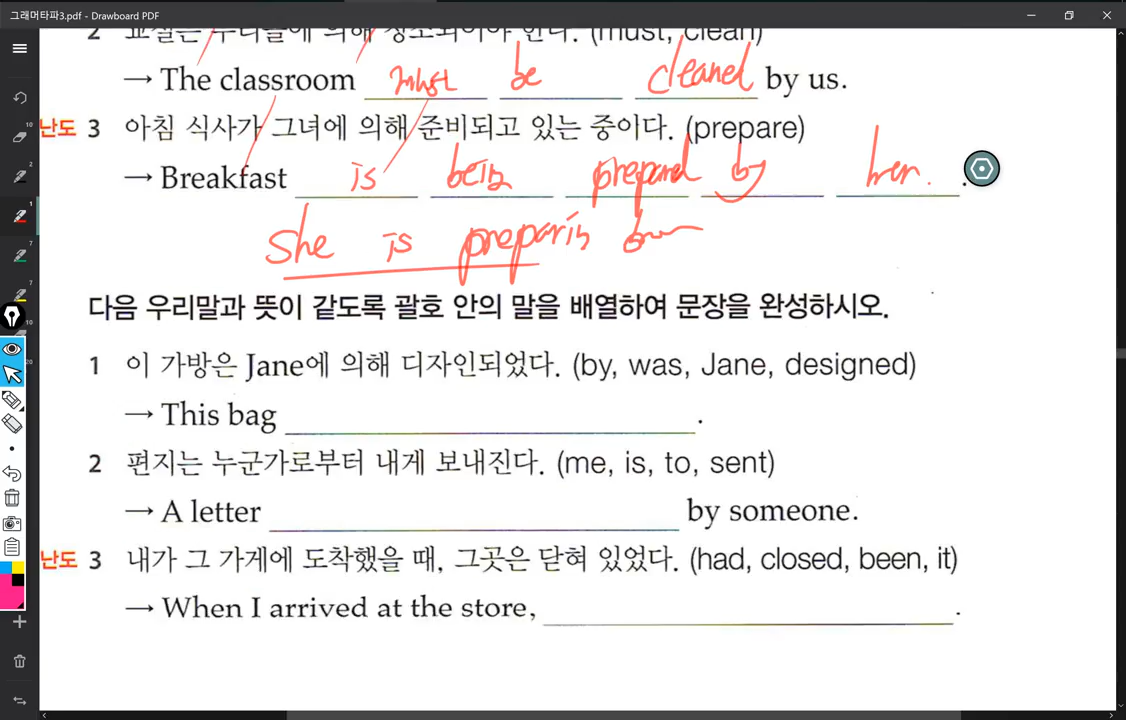 그래머타파3.pdf - Drawboard PDF
2 교실은 우리들에 의해 청소되어야 한다. (must, clean)
→ The classroom must be cleaned by us.
난도 3 아침 식사가 그녀에 의해 준비되고 있는 중이다. (prepare)
→ Breakfast is being prepared by her.
She is preparin
다음 우리말과 뜻이 같도록 괄호 안의 말을 배열하여 문장을 완성하시오.
1 이 가방은 Jane에 의해 디자인되었다. (by, was, Jane, designed)
→ This bag .
2 편지는 누군가로부터 내게 보내진다. (me, is, to, sent)
→ A letter by someone.
난도 3 내가 그 가게에 도착했을 때, 그곳은 닫혀 있었다. (had, closed, been, it)
→ When I arrived at the store, .